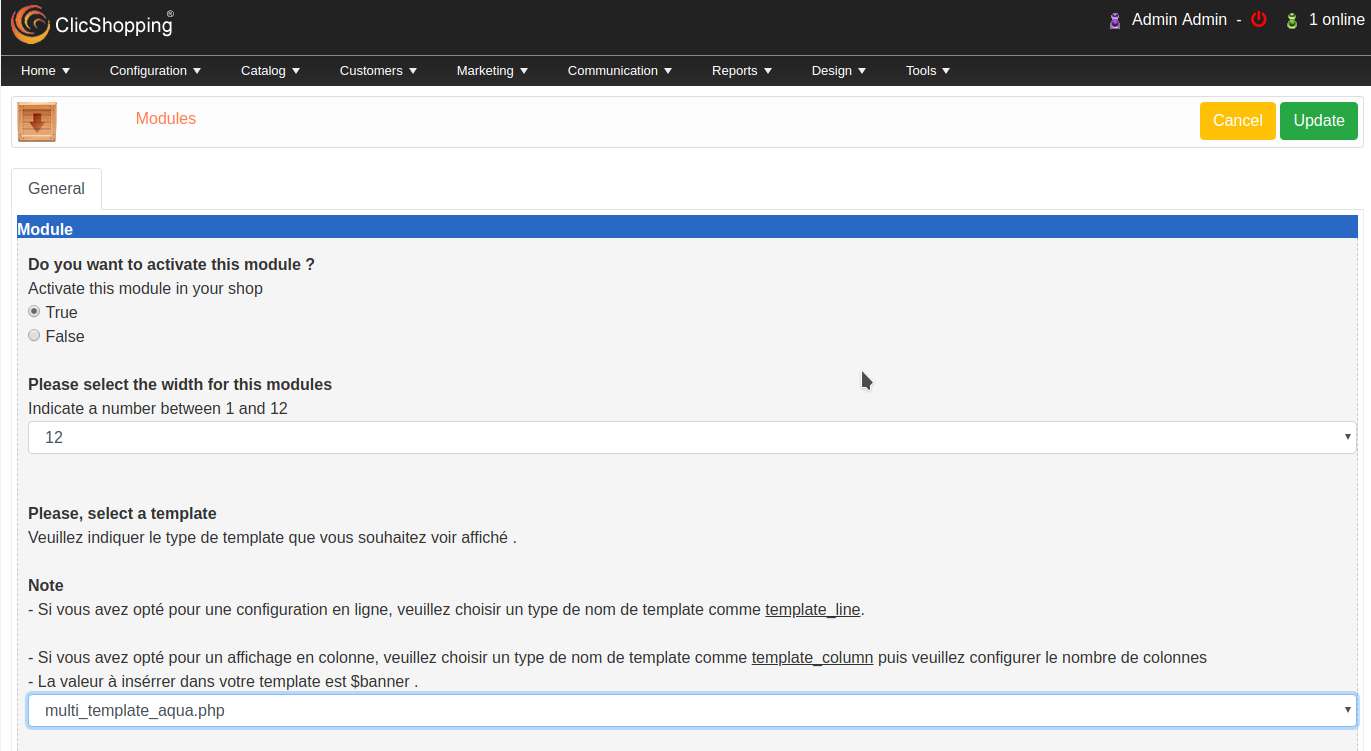 ClicShopping®
Admin Admin - 1 online
Home Configuration Catalog Customers Marketing Communication Reports Design Tools
Modules
Cancel Update
General
Module
Do you want to activate this module ?
Activate this module in your shop
True
False
Please select the width for this modules
Indicate a number between 1 and 12
12
Please, select a template
Veuillez indiquer le type de template que vous souhaitez voir affiché .
Note
- Si vous avez opté pour une configuration en ligne, veuillez choisir un type de nom de template comme template_line.
- Si vous avez opté pour un affichage en colonne, veuillez choisir un type de nom de template comme template_column puis veuillez configurer le nombre de colonnes
- La valeur à insérrer dans votre template est $banner .
multi_template_aqua.php